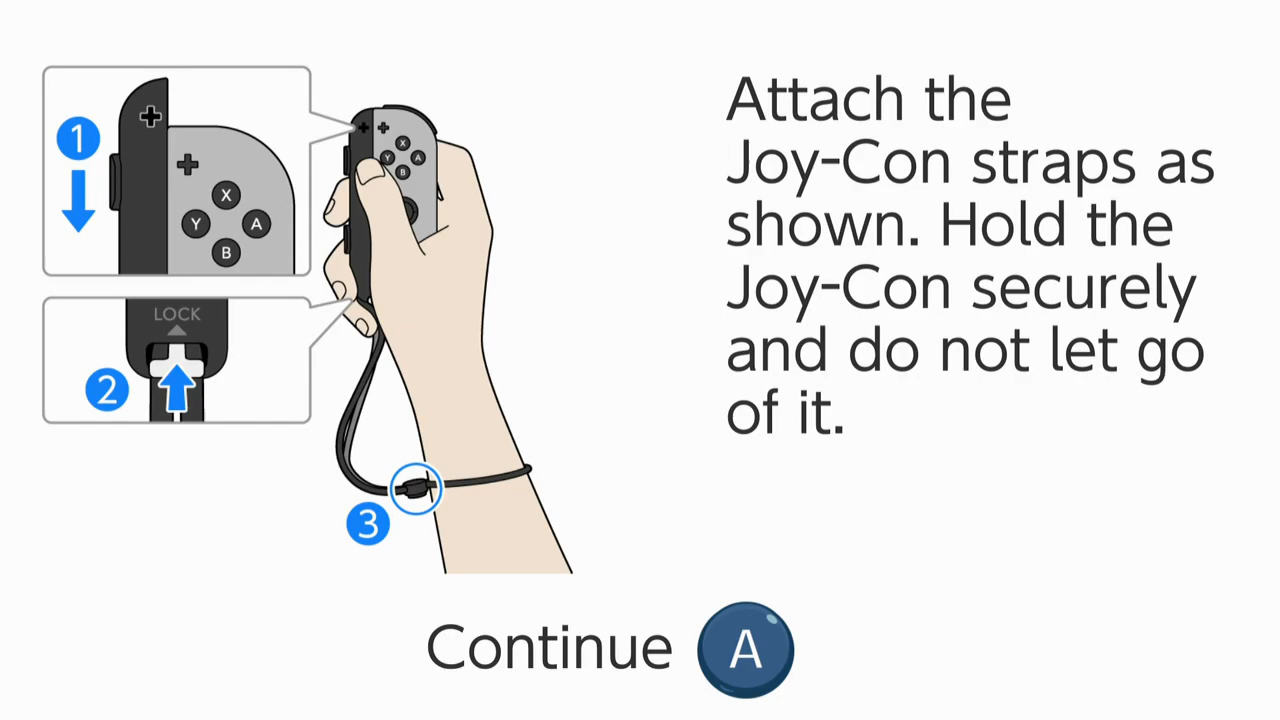 Attach the
Joy-Con straps as
shown. Hold the
Joy-Con securely
and do not let go
of it.
1
X
Y A
B
X
Y A
B
LOCK
2
3
Continue A